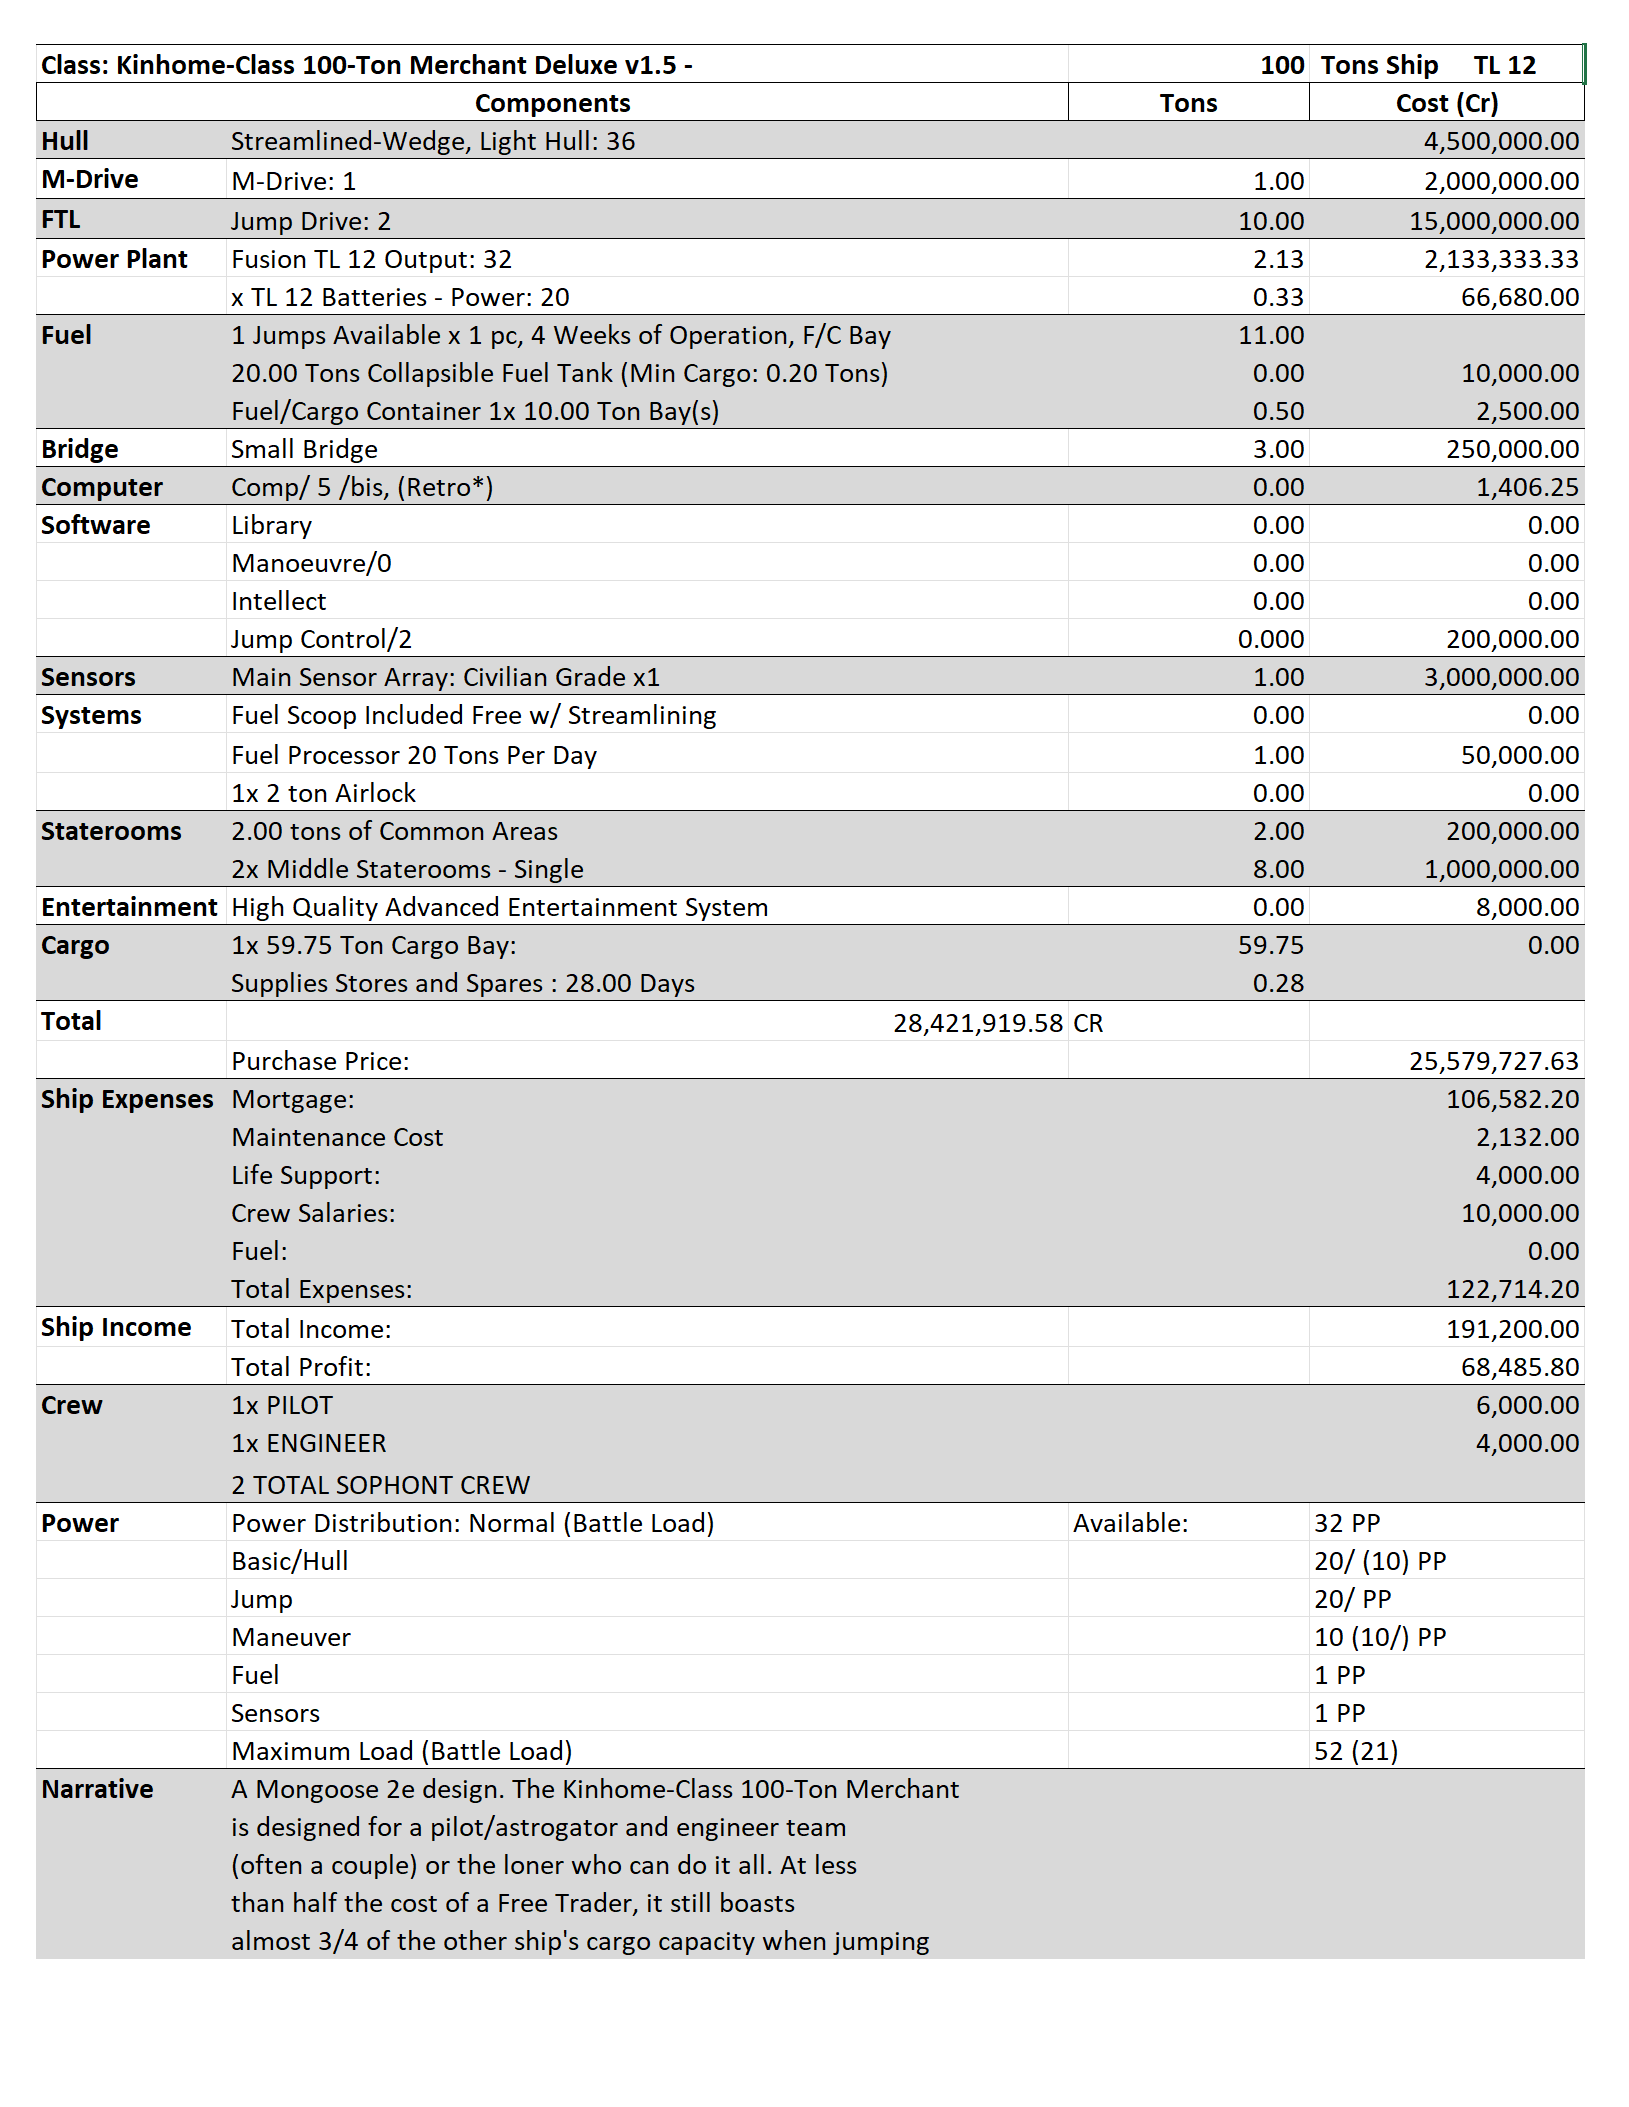 Class: Kinhome-Class 100-Ton Merchant Deluxe v1.5 - 100 Tons Ship TL 12
Components Tons Cost (Cr)
Hull Streamlined-Wedge, Light Hull: 36 4,500,000.00
M-Drive M-Drive: 1 1.00 2,000,000.00
FTL Jump Drive: 2 10.00 15,000,000.00
Power Plant Fusion TL 12 Output: 32 2.13 2,133,333.33
x TL 12 Batteries - Power: 20 0.33 66,680.00
Fuel 1 Jumps Available x 1 pc, 4 Weeks of Operation, F/C Bay 11.00
20.00 Tons Collapsible Fuel Tank (Min Cargo: 0.20 Tons) 0.00 10,000.00
Fuel/Cargo Container 1x 10.00 Ton Bay(s) 0.50 2,500.00
Bridge Small Bridge 3.00 250,000.00
Computer Comp/ 5 /bis, (Retro*) 0.00 1,406.25
Software Library 0.00 0.00
Manoeuvre/0 0.00 0.00
Intellect 0.00 0.00
Jump Control/2 0.000 200,000.00
Sensors Main Sensor Array: Civilian Grade x1 1.00 3,000,000.00
Systems Fuel Scoop Included Free w/ Streamlining 0.00 0.00
Fuel Processor 20 Tons Per Day 1.00 50,000.00
1x 2 ton Airlock 0.00 0.00
Staterooms 2.00 tons of Common Areas 2.00 200,000.00
2x Middle Staterooms - Single 8.00 1,000,000.00
Entertainment High Quality Advanced Entertainment System 0.00 8,000.00
Cargo 1x 59.75 Ton Cargo Bay: 59.75 0.00
Supplies Stores and Spares : 28.00 Days 0.28
Total 28,421,919.58 CR
Purchase Price: 25,579,727.63
Ship Expenses Mortgage: 106,582.20
Maintenance Cost 2,132.00
Life Support: 4,000.00
Crew Salaries: 10,000.00
Fuel: 0.00
Total Expenses: 122,714.20
Ship Income Total Income: 191,200.00
Total Profit: 68,485.80
Crew 1x PILOT 6,000.00
1x ENGINEER 4,000.00
2 TOTAL SOPHONT CREW
Power Power Distribution: Normal (Battle Load) Available: 32 PP
Basic/Hull 20/ (10) PP
Jump 20/ PP
Maneuver 10 (10/) PP
Fuel 1 PP
Sensors 1 PP
Maximum Load (Battle Load) 52 (21)
Narrative A Mongoose 2e design. The Kinhome-Class 100-Ton Merchant
is designed for a pilot/astrogator and engineer team
(often a couple) or the loner who can do it all. At less
than half the cost of a Free Trader, it still boasts
almost 3/4 of the other ship's cargo capacity when jumping